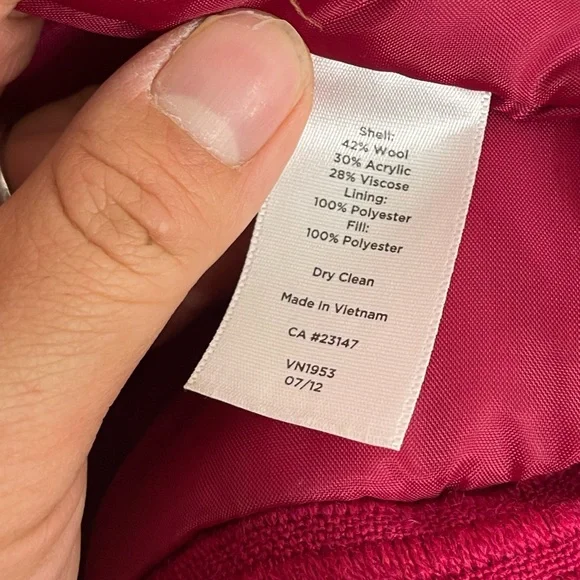 Shell:
42% Wool
30% Acrylic
28% Viscose
Lining:
100% Polyester
Fill:
100% Polyester
Dry Clean
Made in Vietnam
CA #23147
VN1953
07/12